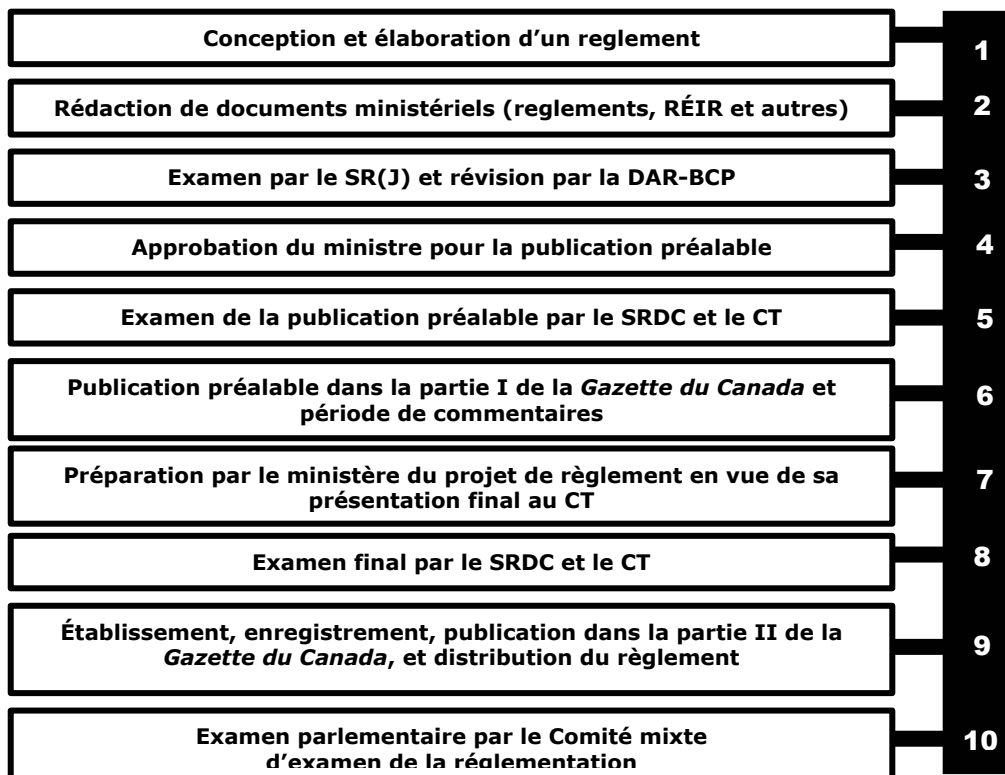 Conception et élaboration d’un reglement
1
Rédaction de documents ministériels (reglements, RÉIR et autres)
2
Examen par le SR(J) et révision par la DAR-BCP
3
Approbation du ministre pour la publication préalable
4
Examen de la publication préalable par le SRDC et le CT
5
Publication préalable dans la partie I de la Gazette du Canada et
période de commentaires
6
Préparation par le ministère du projet de règlement en vue de sa
présentation final au CT
7
Examen final par le SRDC et le CT
8
Établissement, enregistrement, publication dans la partie II de la
Gazette du Canada, et distribution du règlement
9
Examen parlementaire par le Comité mixte
d’examen de la réglementation
10